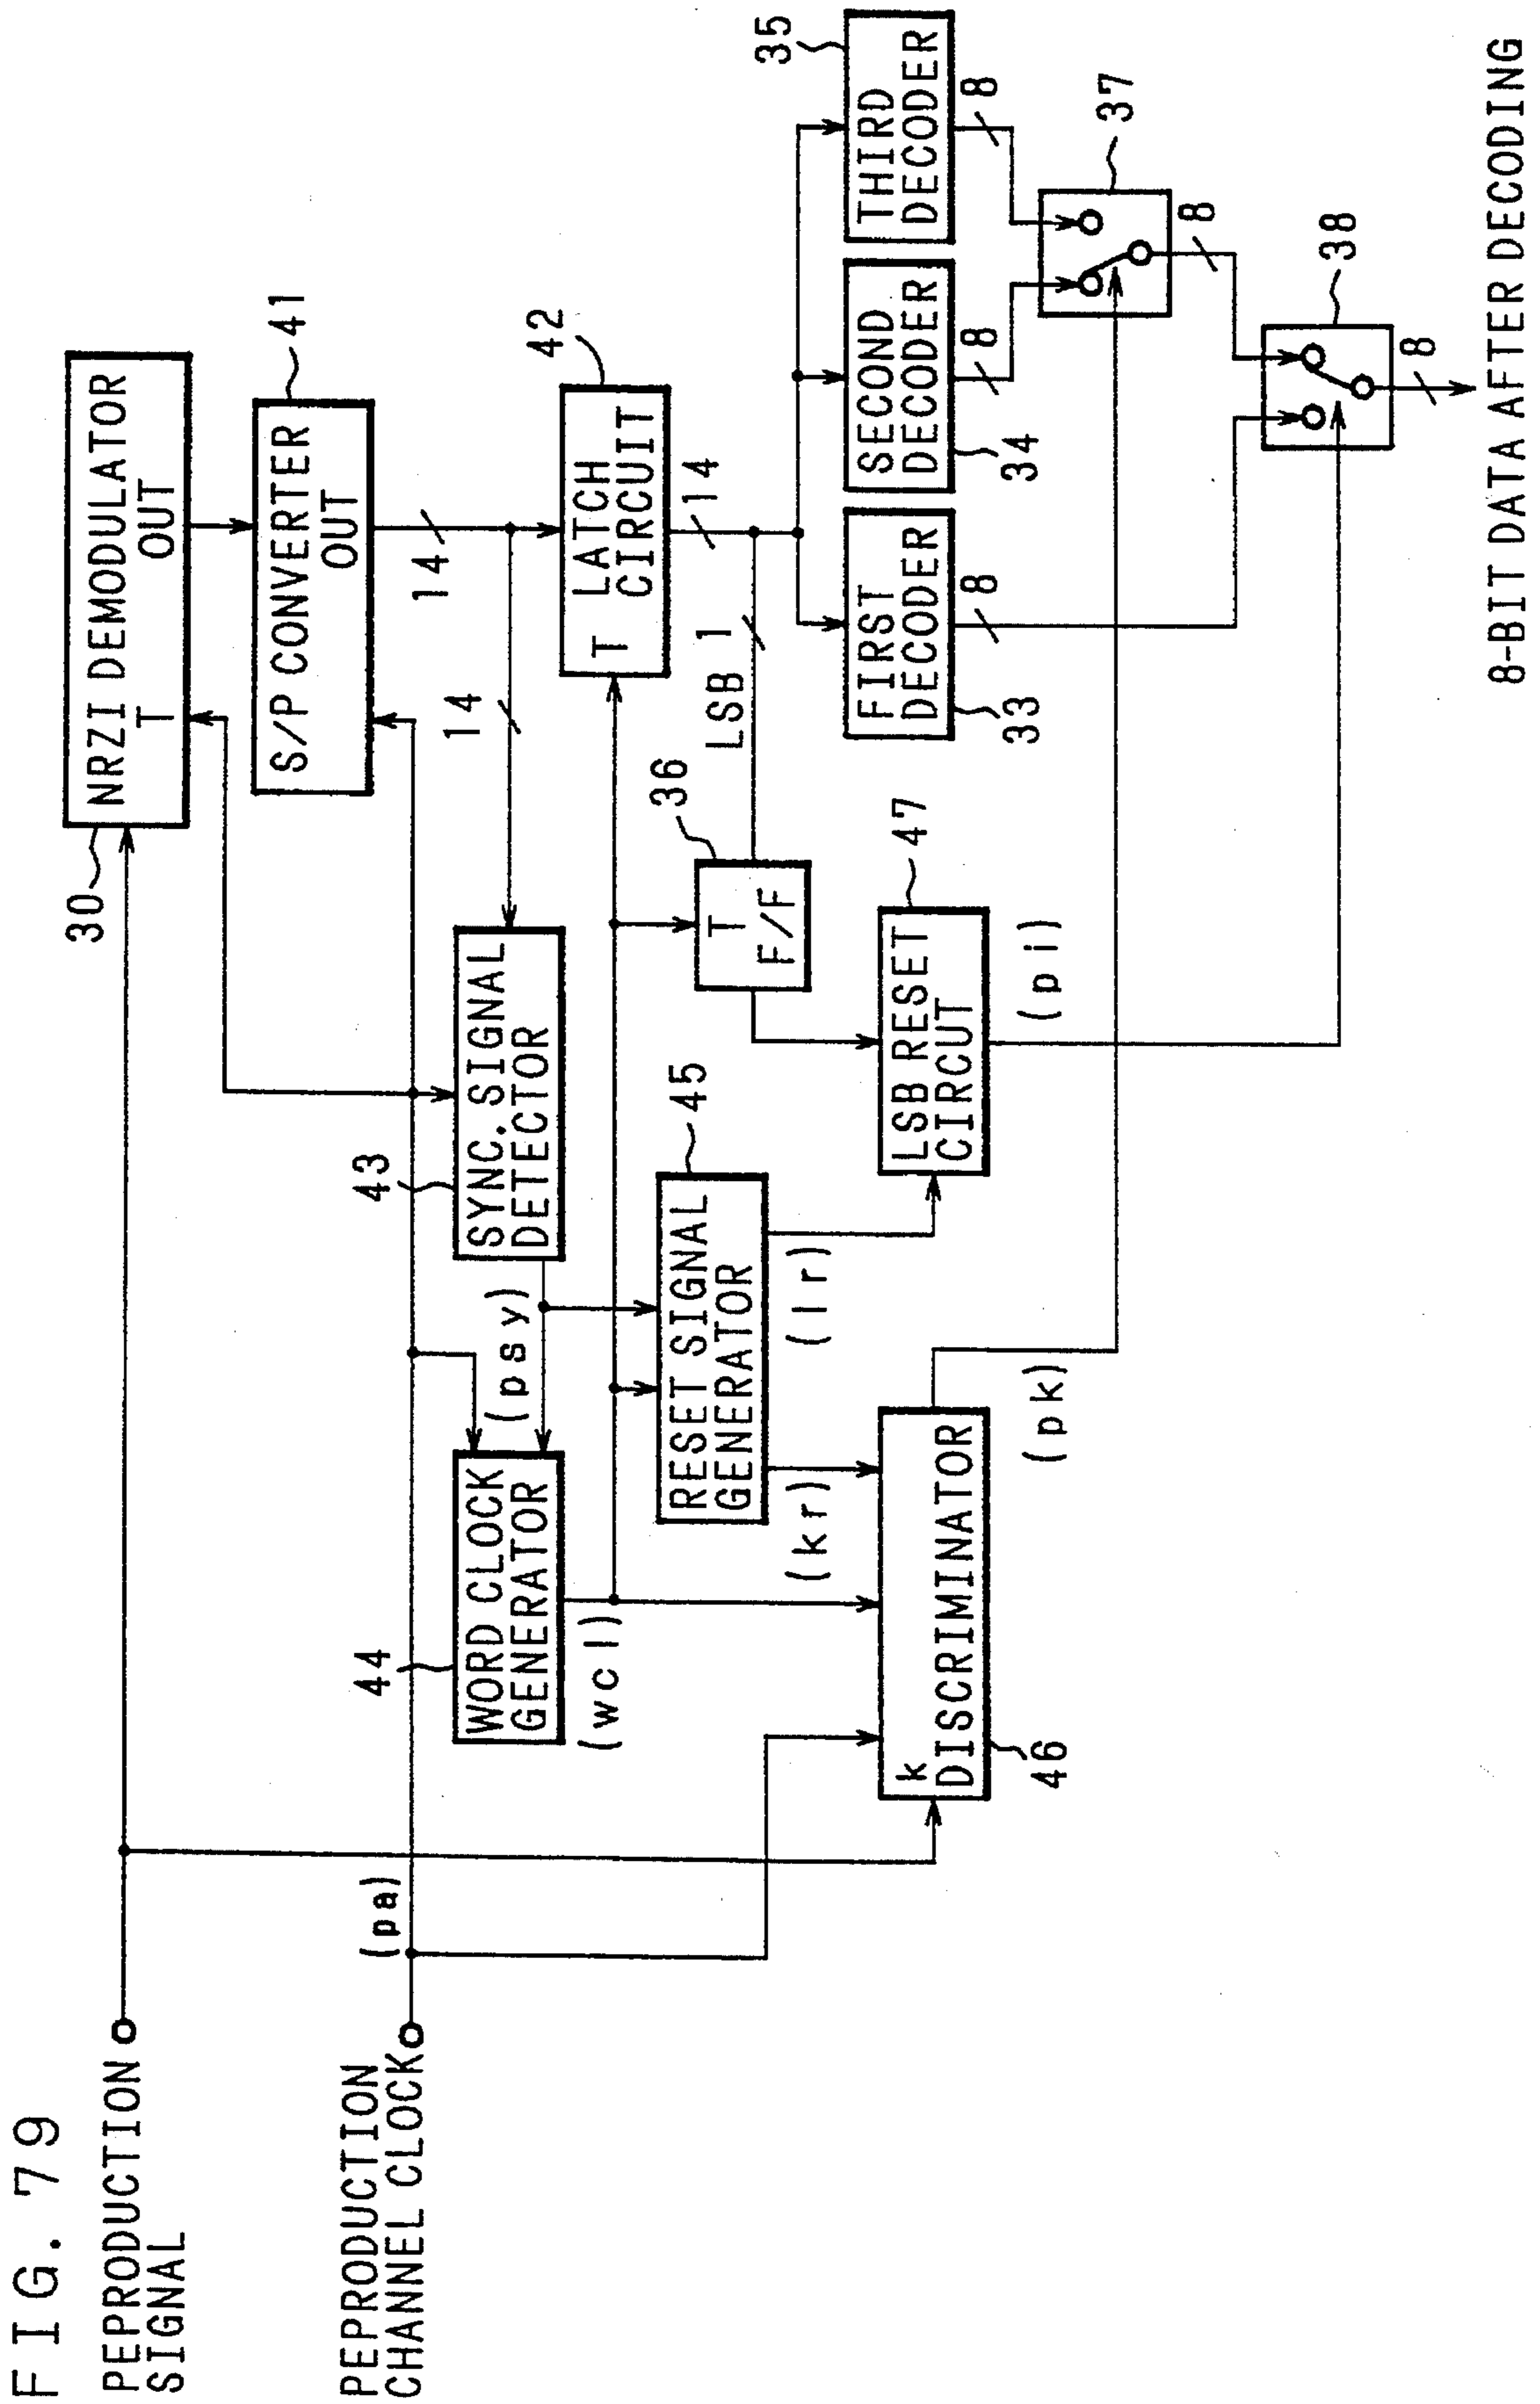 FIG. 79
PEPRODUCTION
SIGNAL
PEPRODUCTION
CHANNEL CLOCK
(pa)
30
NRZI DEMODULATOR
T OUT
41
S/P CONVERTER
OUT
14
14
44
WORD CLOCK
GENERATOR
(wcl)
(psy)
43
SYNC. SIGNAL
DETECTOR
42
LATCH
T CIRCUIT
14
LSB 1
36
T
F/F
45
RESET SIGNAL
GENERATOR
(kr)
(lr)
46
k
DISCRIMINATOR
(pk)
47
LSB RESET
CIRCUT
(pi)
33
FIRST
DECODER
8
34
SECOND
DECODER
8
35
THIRD
DECODER
8
37
8
38
8
8-BIT DATA AFTER DECODING